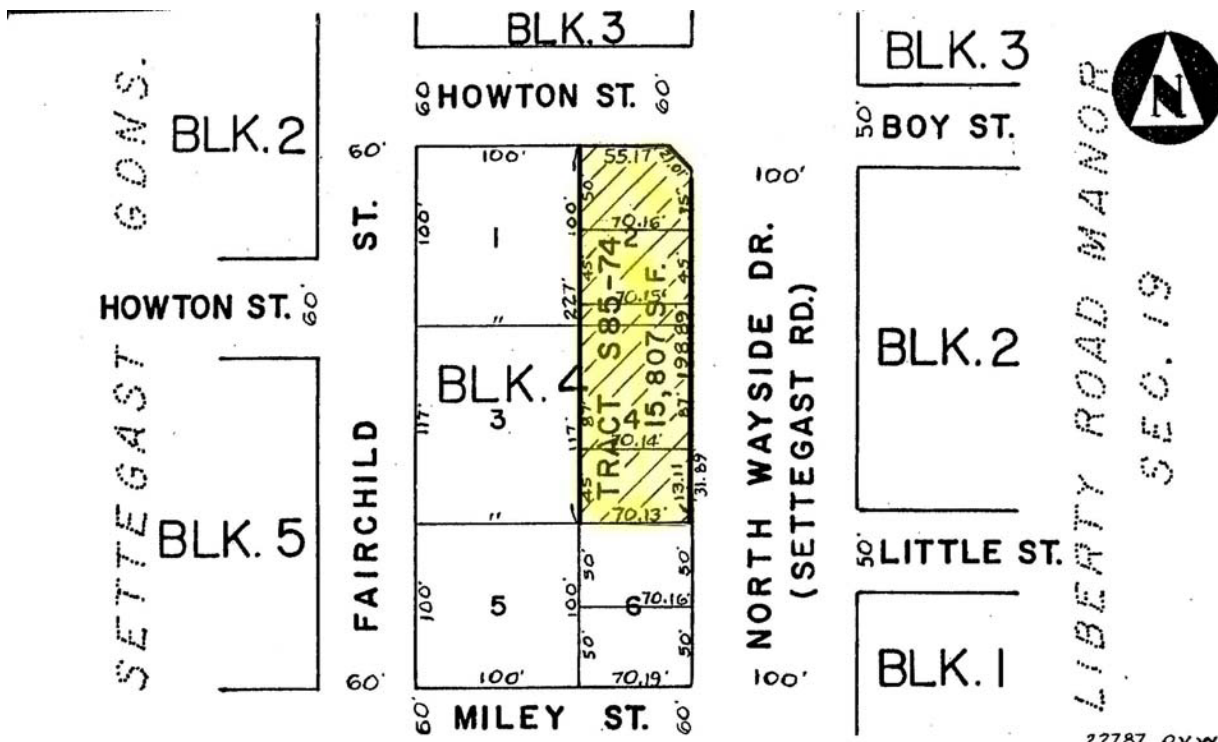 BLK. 3
BLK. 3
N
HOWTON ST.
60'
60'
BLK. 2
60'
50'
BOY ST.
SETTEGAST GDNS.
ST.
100'
55.17'
21.01'
100'
100'
1
100'
50'
15'
70.16'
2
45'
45'
70.15'
HOWTON ST.
60'
"
227'
198.89'
TRACT S85-74
15,807 S.F.
NORTH WAYSIDE DR.
(SETTEGAST RD.)
BLK. 2
LIBERTY ROAD MANOR
SEC. 19
BLK. 4
117'
3
87'
117'
4
87'
70.14'
45'
13.11
31.89'
"
70.13'
BLK. 5
FAIRCHILD
50'
50'
50'
LITTLE ST.
100'
5
100'
6
70.16'
50'
50'
60'
100'
70.19'
100'
BLK. 1
60'
MILEY ST.
60'